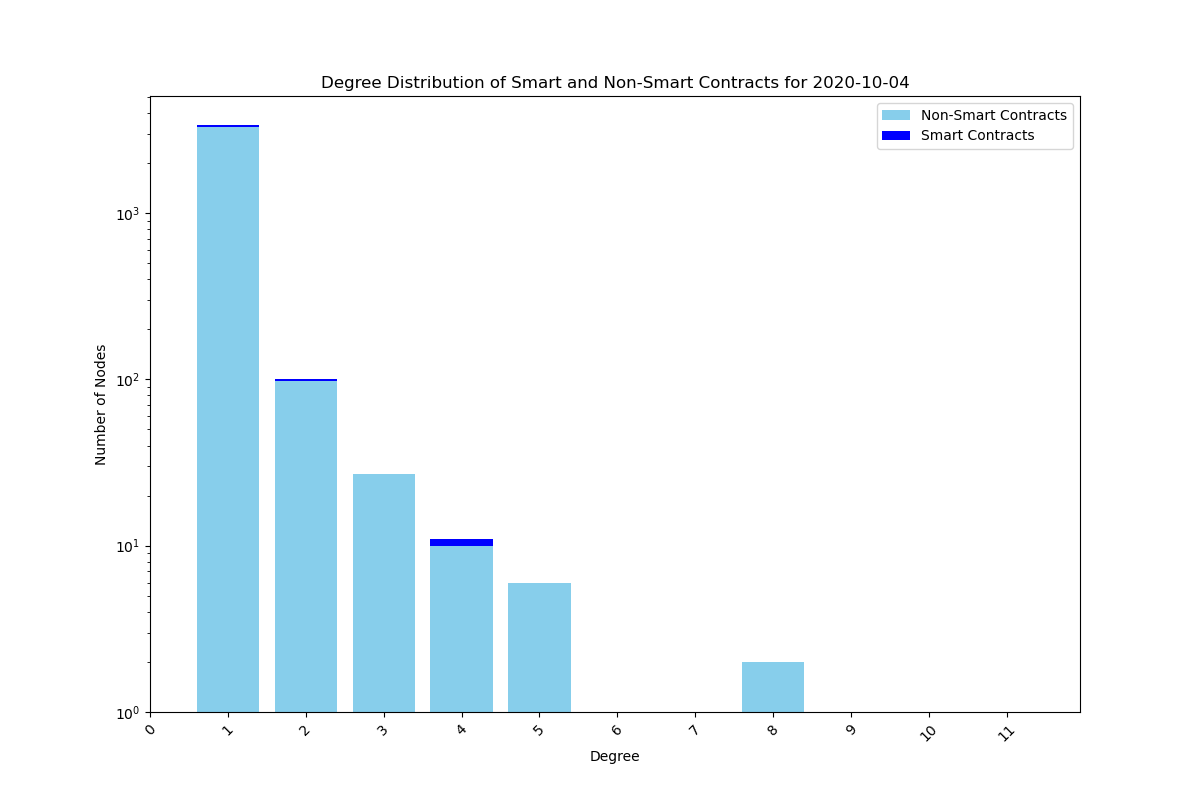 Degree Distribution of Smart and Non-Smart Contracts for 2020-10-04
Non-Smart Contracts
Smart Contracts
Number of Nodes
10³
10²
10¹
10⁰
0 1 2 3 4 5 6 7 8 9 10 11
Degree